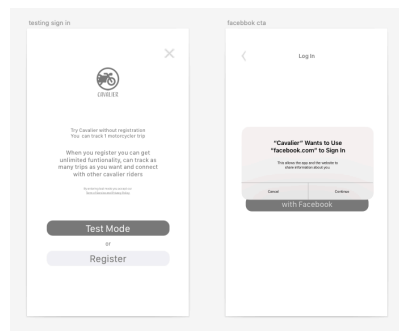 testing sign in
CAVALIER
Try Cavalier without registration
You can track 1 motorcycler trip
When you register you can get
unlimited funtionality, can track as
many trips as you want and connect
with other cavalier riders
Test Mode
or
Register
facebbok cta
Log In
"Cavalier" Wants to Use
"facebook.com" to Sign In
This allows the app and the website to
share information about you.
Cancel
Continue
with Facebook